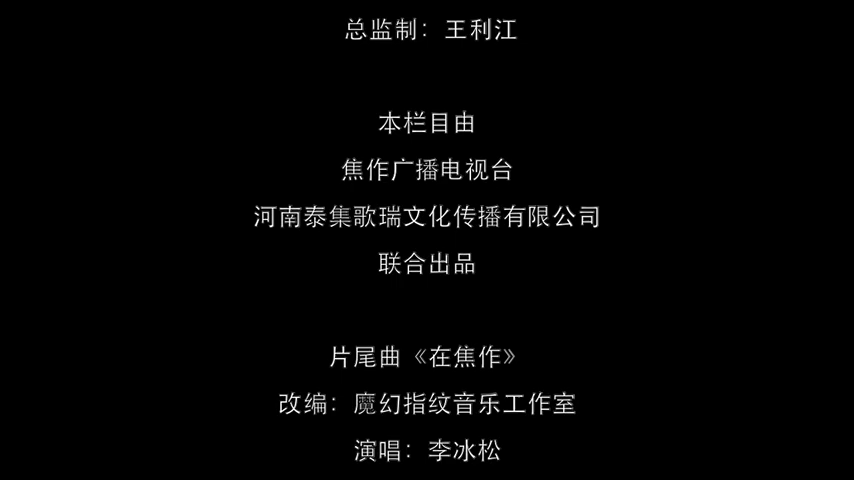 总监制：王利江
本栏目由
焦作广播电视台
河南泰集歌瑞文化传播有限公司
联合出品
片尾曲《在焦作》
改编：魔幻指纹音乐工作室
演唱：李冰松